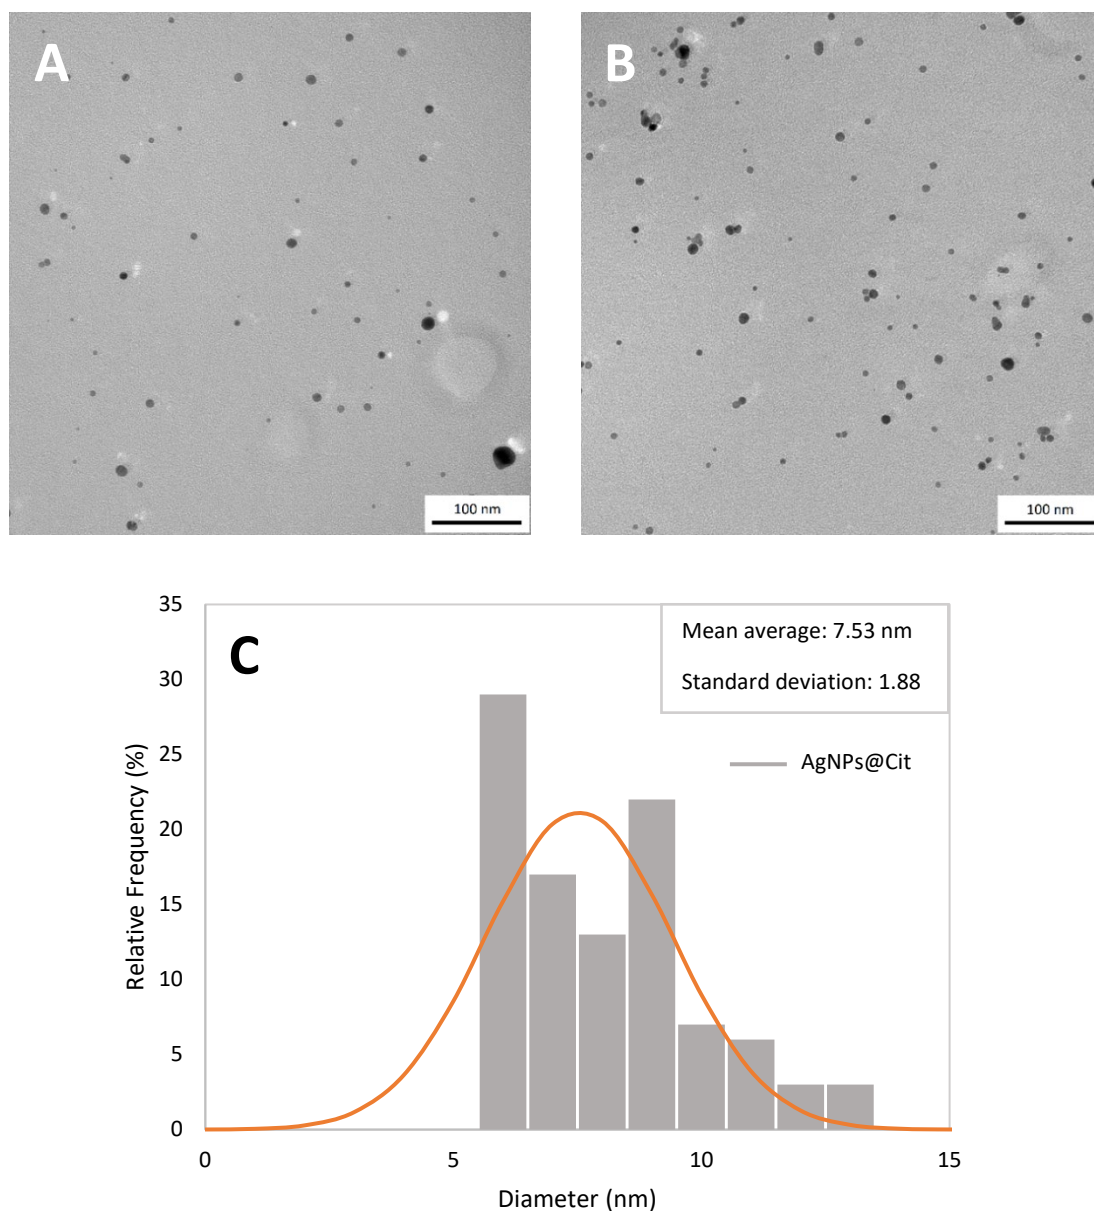 A
B
100 nm
100 nm
C
Mean average: 7.53 nm
Standard deviation: 1.88
AgNPs@Cit
Relative Frequency (%)
35
30
25
20
15
10
5
0
0
5
10
15
Diameter (nm)